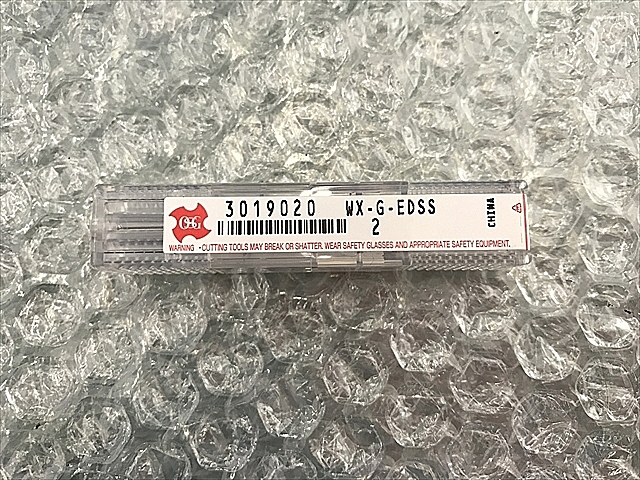 OSG 3019020 WX-G-EDSS
2
CHINA
WARNING • CUTTING TOOLS MAY BREAK OR SHATTER. WEAR SAFETY GLASSES AND APPROPRIATE SAFETY EQUIPMENT.